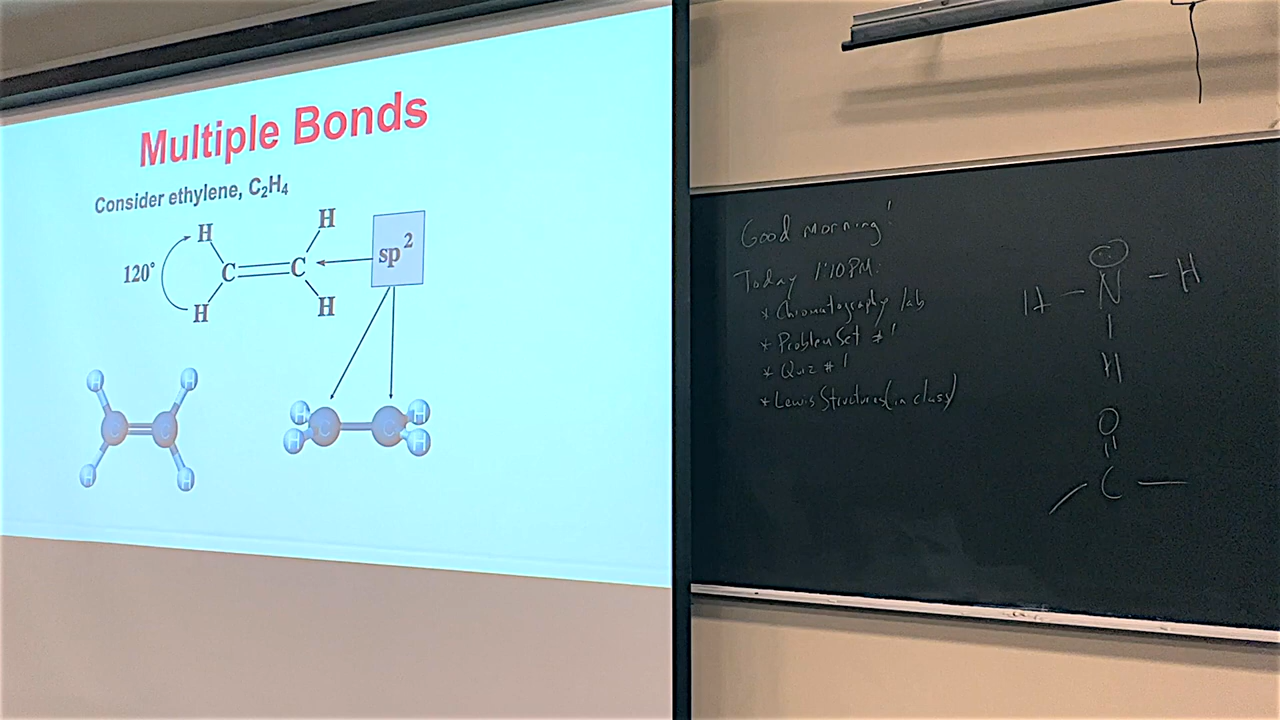 Multiple Bonds
Consider ethylene, C₂H₄
H H
120° C C sp²
H H
H H
C C
H H
H H
C C
H H
Good Morning!
Today 1:10 PM:
* Chromatography lab
* Problem Set #1
* Quiz #1
* Lewis Structures (in class)
H – N – H
H
O
C